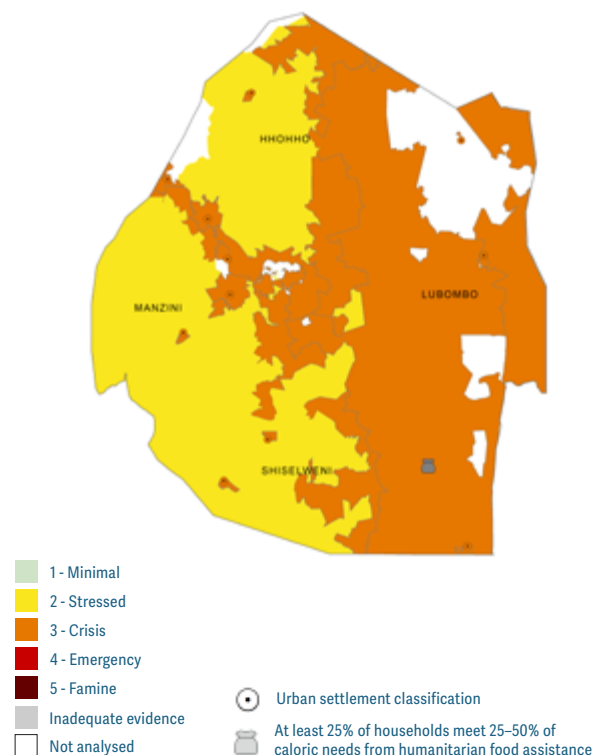 HHOHHO
MANZINI
LUBOMBO
SHISELWENI
1 - Minimal
2 - Stressed
3 - Crisis
4 - Emergency
5 - Famine
Inadequate evidence
Not analysed
Urban settlement classification
At least 25% of households meet 25–50% of
caloric needs from humanitarian food assistance